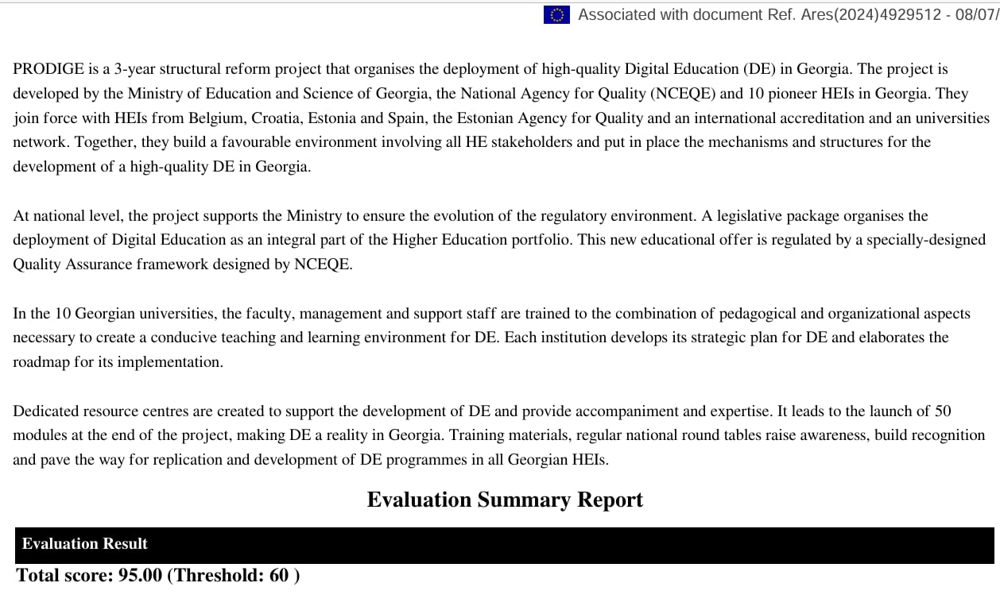 Associated with document Ref. Ares(2024)4929512 - 08/07/
PRODIGE is a 3-year structural reform project that organises the deployment of high-quality Digital Education (DE) in Georgia. The project is
developed by the Ministry of Education and Science of Georgia, the National Agency for Quality (NCEQE) and 10 pioneer HEIs in Georgia. They
join force with HEIs from Belgium, Croatia, Estonia and Spain, the Estonian Agency for Quality and an international accreditation and an universities
network. Together, they build a favourable environment involving all HE stakeholders and put in place the mechanisms and structures for the
development of a high-quality DE in Georgia.
At national level, the project supports the Ministry to ensure the evolution of the regulatory environment. A legislative package organises the
deployment of Digital Education as an integral part of the Higher Education portfolio. This new educational offer is regulated by a specially-designed
Quality Assurance framework designed by NCEQE.
In the 10 Georgian universities, the faculty, management and support staff are trained to the combination of pedagogical and organizational aspects
necessary to create a conducive teaching and learning environment for DE. Each institution develops its strategic plan for DE and elaborates the
roadmap for its implementation.
Dedicated resource centres are created to support the development of DE and provide accompaniment and expertise. It leads to the launch of 50
modules at the end of the project, making DE a reality in Georgia. Training materials, regular national round tables raise awareness, build recognition
and pave the way for replication and development of DE programmes in all Georgian HEIs.
Evaluation Summary Report
Evaluation Result
Total score: 95.00 (Threshold: 60 )